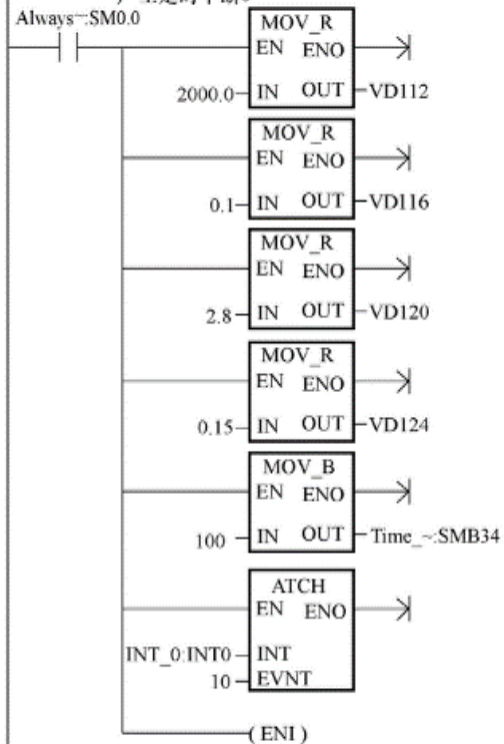 Always~:SM0.0
MOV_R
EN ENO
2000.0 IN OUT VD112
MOV_R
EN ENO
0.1 IN OUT VD116
MOV_R
EN ENO
2.8 IN OUT VD120
MOV_R
EN ENO
0.15 IN OUT VD124
MOV_B
EN ENO
100 IN OUT Time_~:SMB34
ATCH
EN ENO
INT_0:INT0 INT
10 EVNT
( ENI )